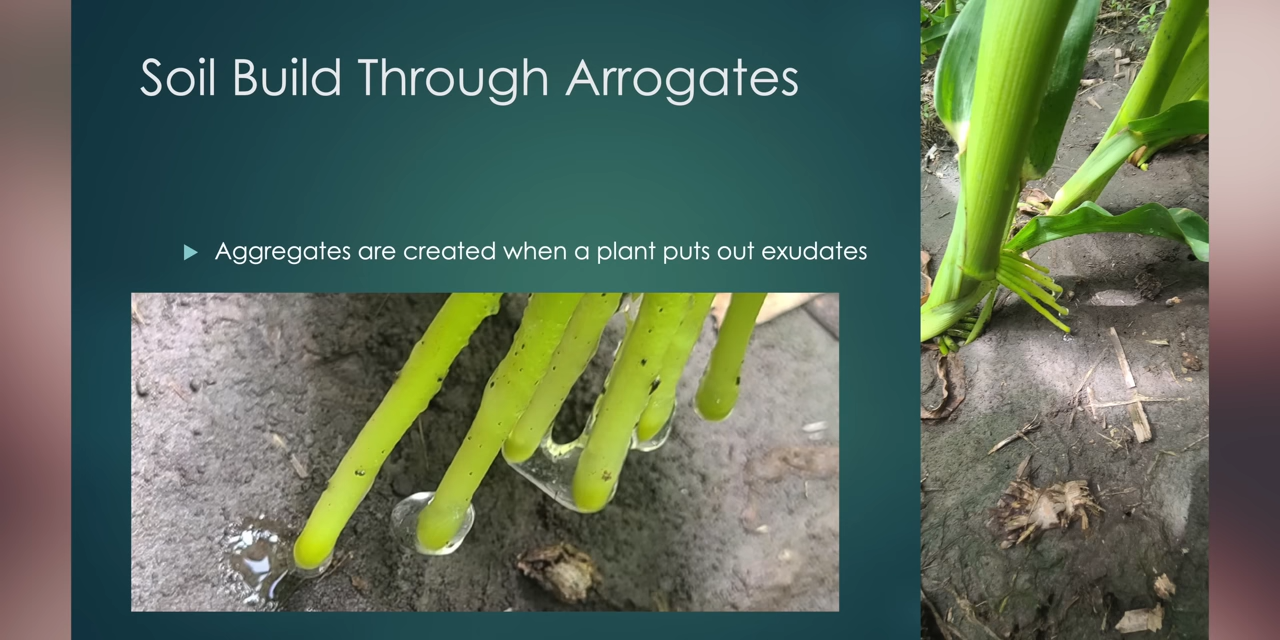 Soil Build Through Arrogates
Aggregates are created when a plant puts out exudates